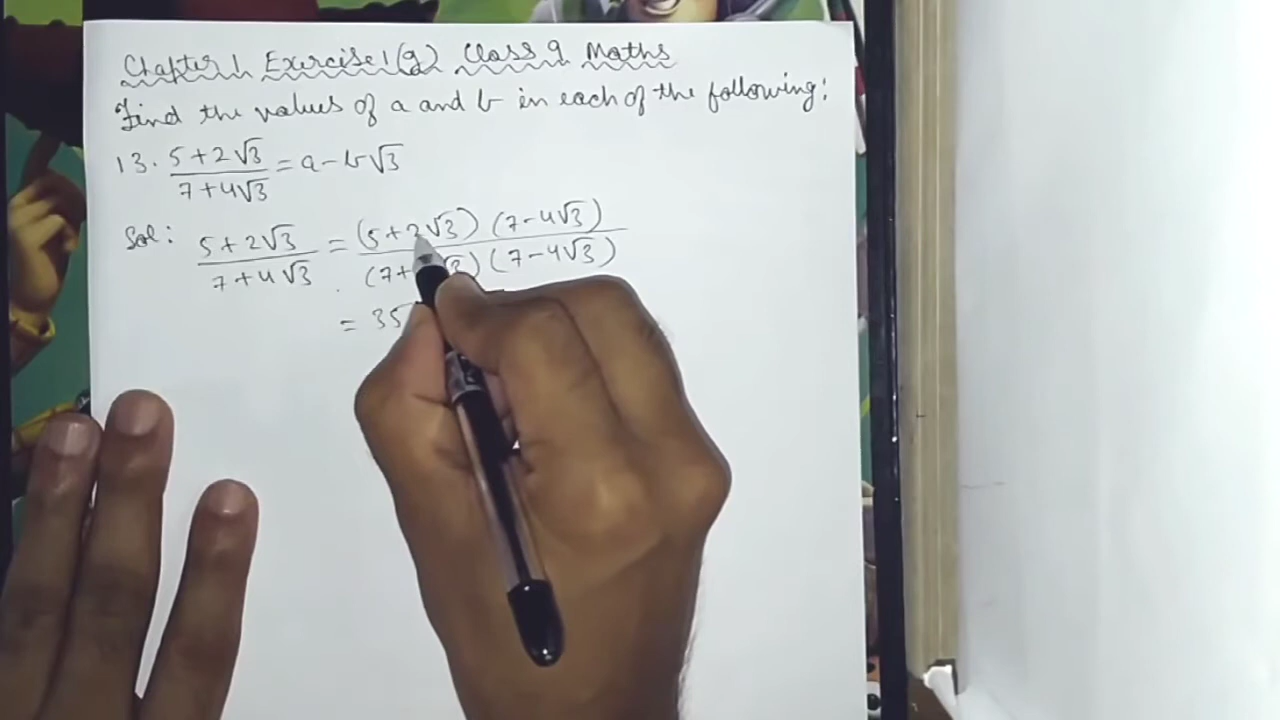 Chapter 1 Exercise 1(g) Class 9 Maths
Find the values of a and b in each of the following:
13. (5+2√3)/(7+4√3) = a-b√3
Sol: (5+2√3)/(7+4√3) = (5+2√3)(7-4√3)/(7+ √3)(7-4√3)
= 35